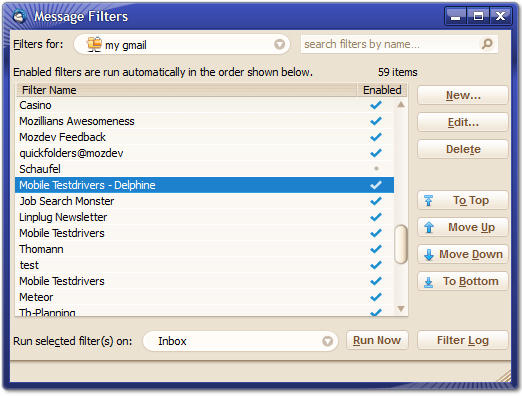 Message Filters
Filters for: my gmail search filters by name...
Enabled filters are run automatically in the order shown below. 59 items
Filter Name Enabled
Casino
Mozillians Awesomeness
Mozdev Feedback
quickfolders@mozdev
Schaufel
Mobile Testdrivers - Delphine
Job Search Monster
Linplug Newsletter
Mobile Testdrivers
Thomann
test
Mobile Testdrivers
Meteor
Th-Planning
New...
Edit...
Delete
To Top
Move Up
Move Down
To Bottom
Run selected filter(s) on: Inbox Run Now Filter Log